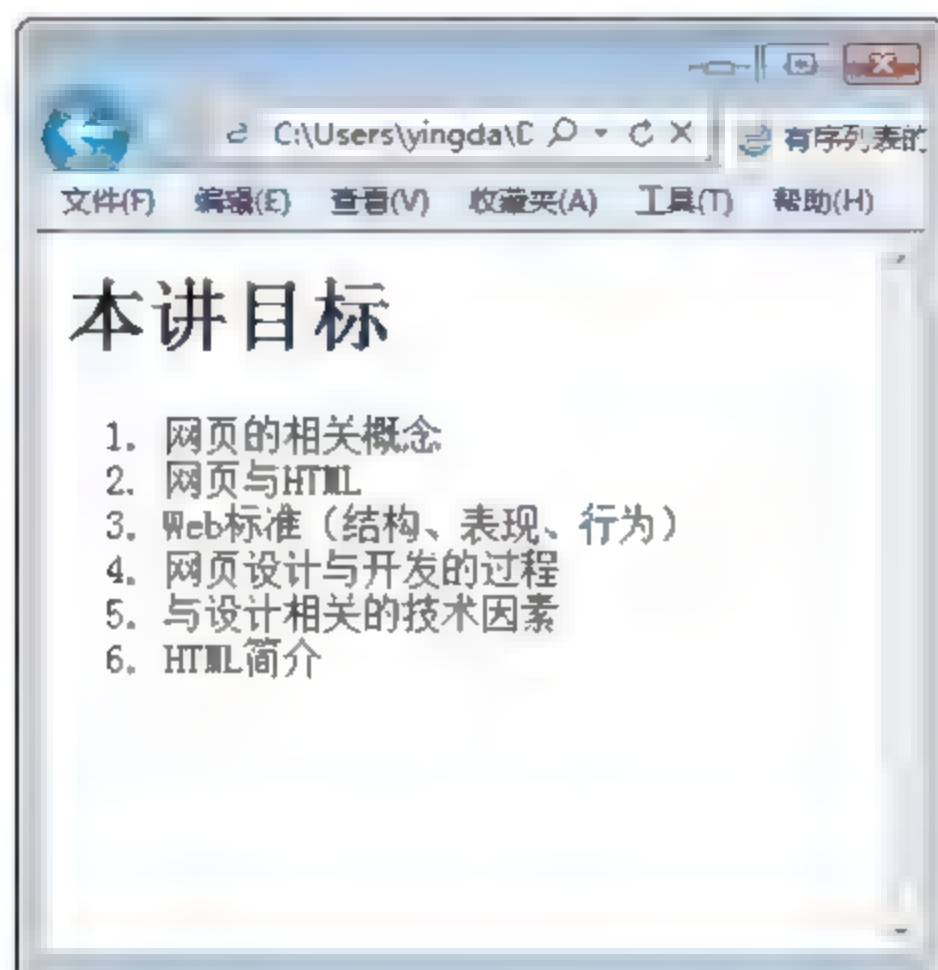 C:\Users\yingda\D
有序列表的
文件(F) 编辑(E) 查看(V) 收藏夹(A) 工具(T) 帮助(H)
本讲目标
1. 网页的相关概念
2. 网页与HTML
3. Web标准（结构、表现、行为）
4. 网页设计与开发的过程
5. 与设计相关的技术因素
6. HTML简介